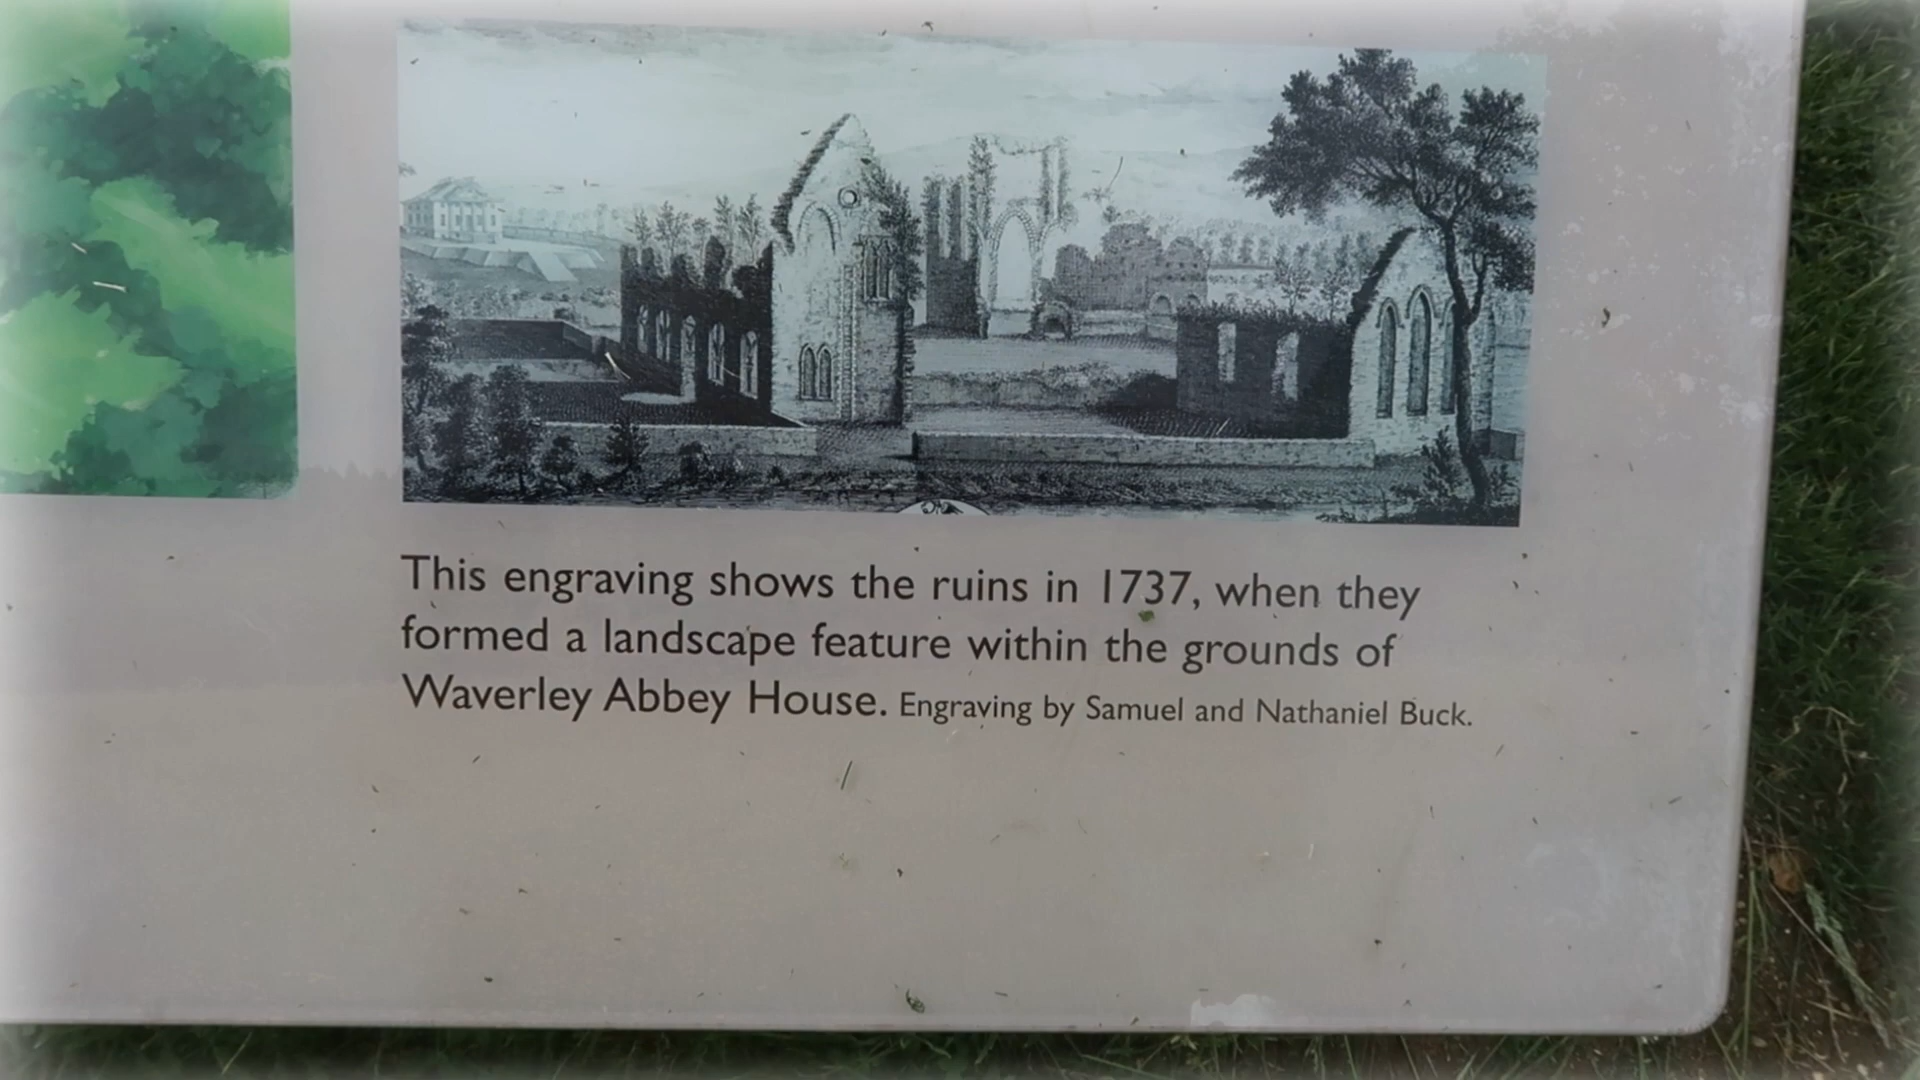 This engraving shows the ruins in 1737, when they
formed a landscape feature within the grounds of
Waverley Abbey House. Engraving by Samuel and Nathaniel Buck.